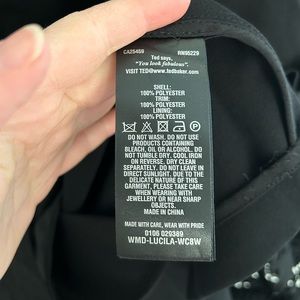 CA25459 RN95229
Ted says,
"You look fabulous".
VISIT TED@www.tedbaker.com
SHELL:
100% POLYESTER
TRIM:
100% POLYESTER
LINING:
100% POLYESTER
DO NOT WASH. DO NOT USE
PRODUCTS CONTAINING
BLEACH, OIL OR ALCOHOL. DO
NOT TUMBLE DRY. COOL IRON
ON REVERSE. DRY CLEAN
SEPARATELY. DO NOT LEAVE IN
DIRECT SUNLIGHT. DUE TO THE
DELICATE NATURE OF THIS
GARMENT, PLEASE TAKE CARE
WHEN WEARING WITH
JEWELLERY OR NEAR SHARP
OBJECTS.
MADE IN CHINA
MADE WITH CARE, WEAR WITH PRIDE
0106 029389
WMD-LUCILA-WC8W